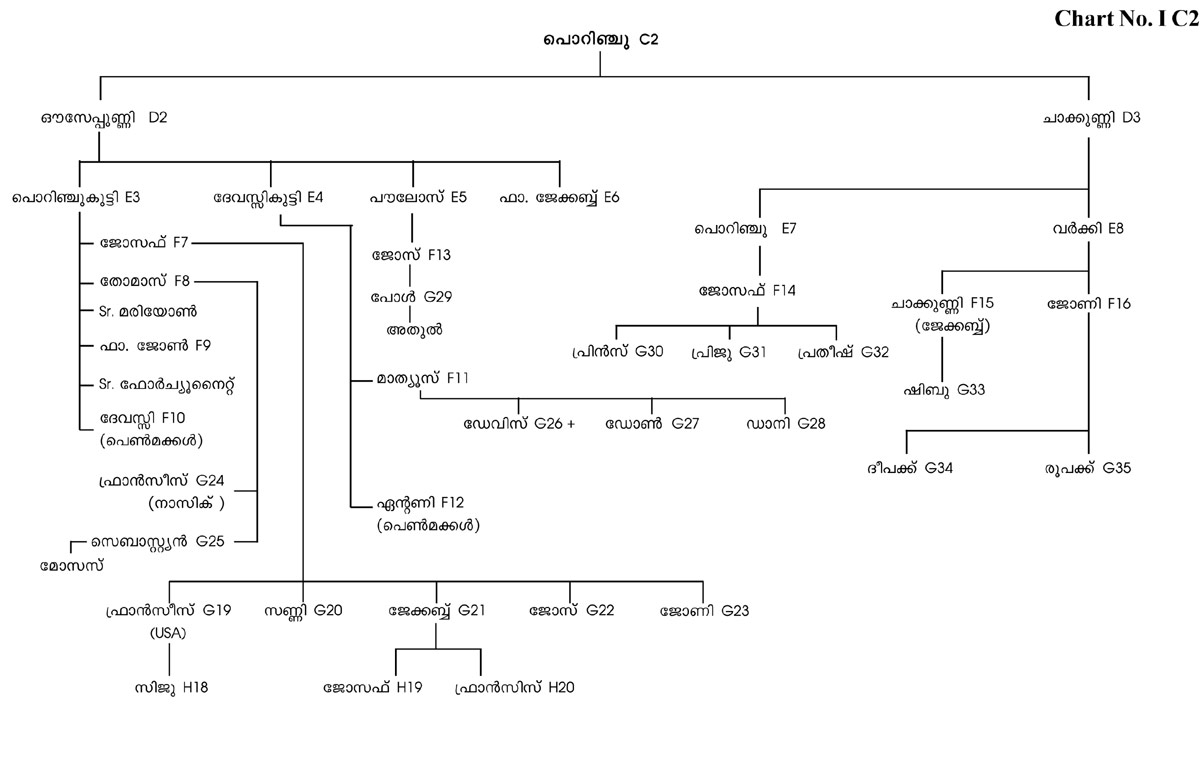 Chart No. I C2
പൊറിഞ്ചു C2
ഔസേപ്പുണ്ണി D2
ചാക്കുണ്ണി D3
പൊറിഞ്ചുകുട്ടി E3
ദേവസ്സികുട്ടി E4
പൗലോസ് E5
ഫാ. ജേക്കബ്ബ് E6
പൊറിഞ്ചു E7
വർക്കി E8
ജോസഫ് F7
തോമാസ് F8
Sr. മരിയോൺ
ഫാ. ജോൺ F9
Sr. ഫോർച്യൂനൈറ്റ്
ദേവസ്സി F10
(പെൺമക്കൾ)
ജോസ് F13
പോൾ G29
അതുൽ
ജോസഫ് F14
ചാക്കുണ്ണി F15
(ജേക്കബ്ബ്)
ജോണി F16
പ്രിൻസ് G30
പ്രിജു G31
പ്രതീഷ് G32
ഷിബു G33
മാത്യൂസ് F11
ഡേവിസ് G26 +
ഡോൺ G27
ഡാനി G28
ദീപക്ക് G34
രൂപക്ക് G35
ഫ്രാൻസീസ് G24
(നാസിക് )
ഏന്റണി F12
(പെൺമക്കൾ)
സെബാസ്റ്റ്യൻ G25
മോസസ്
ഫ്രാൻസീസ് G19
(USA)
സണ്ണി G20
ജേക്കബ്ബ് G21
ജോസ് G22
ജോണി G23
സിജു H18
ജോസഫ് H19
ഫ്രാൻസിസ് H20